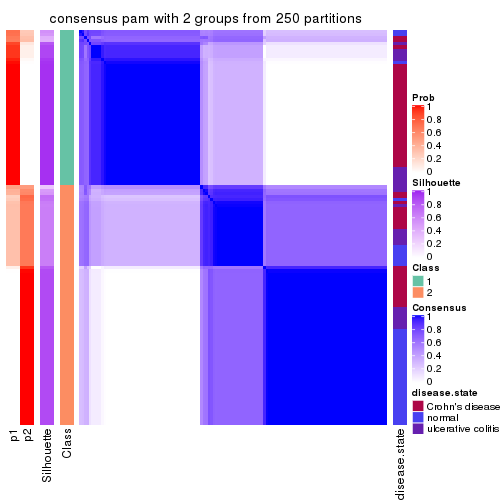 consensus pam with 2 groups from 250 partitions
Prob
1
0.8
0.6
0.4
0.2
0
Silhouette
1
0.8
0.6
0.4
0.2
0
Class
1
2
Consensus
1
0.8
0.6
0.4
0.2
0
disease.state
Crohn's disease
normal
ulcerative colitis
p1
p2
Silhouette
Class
disease.state